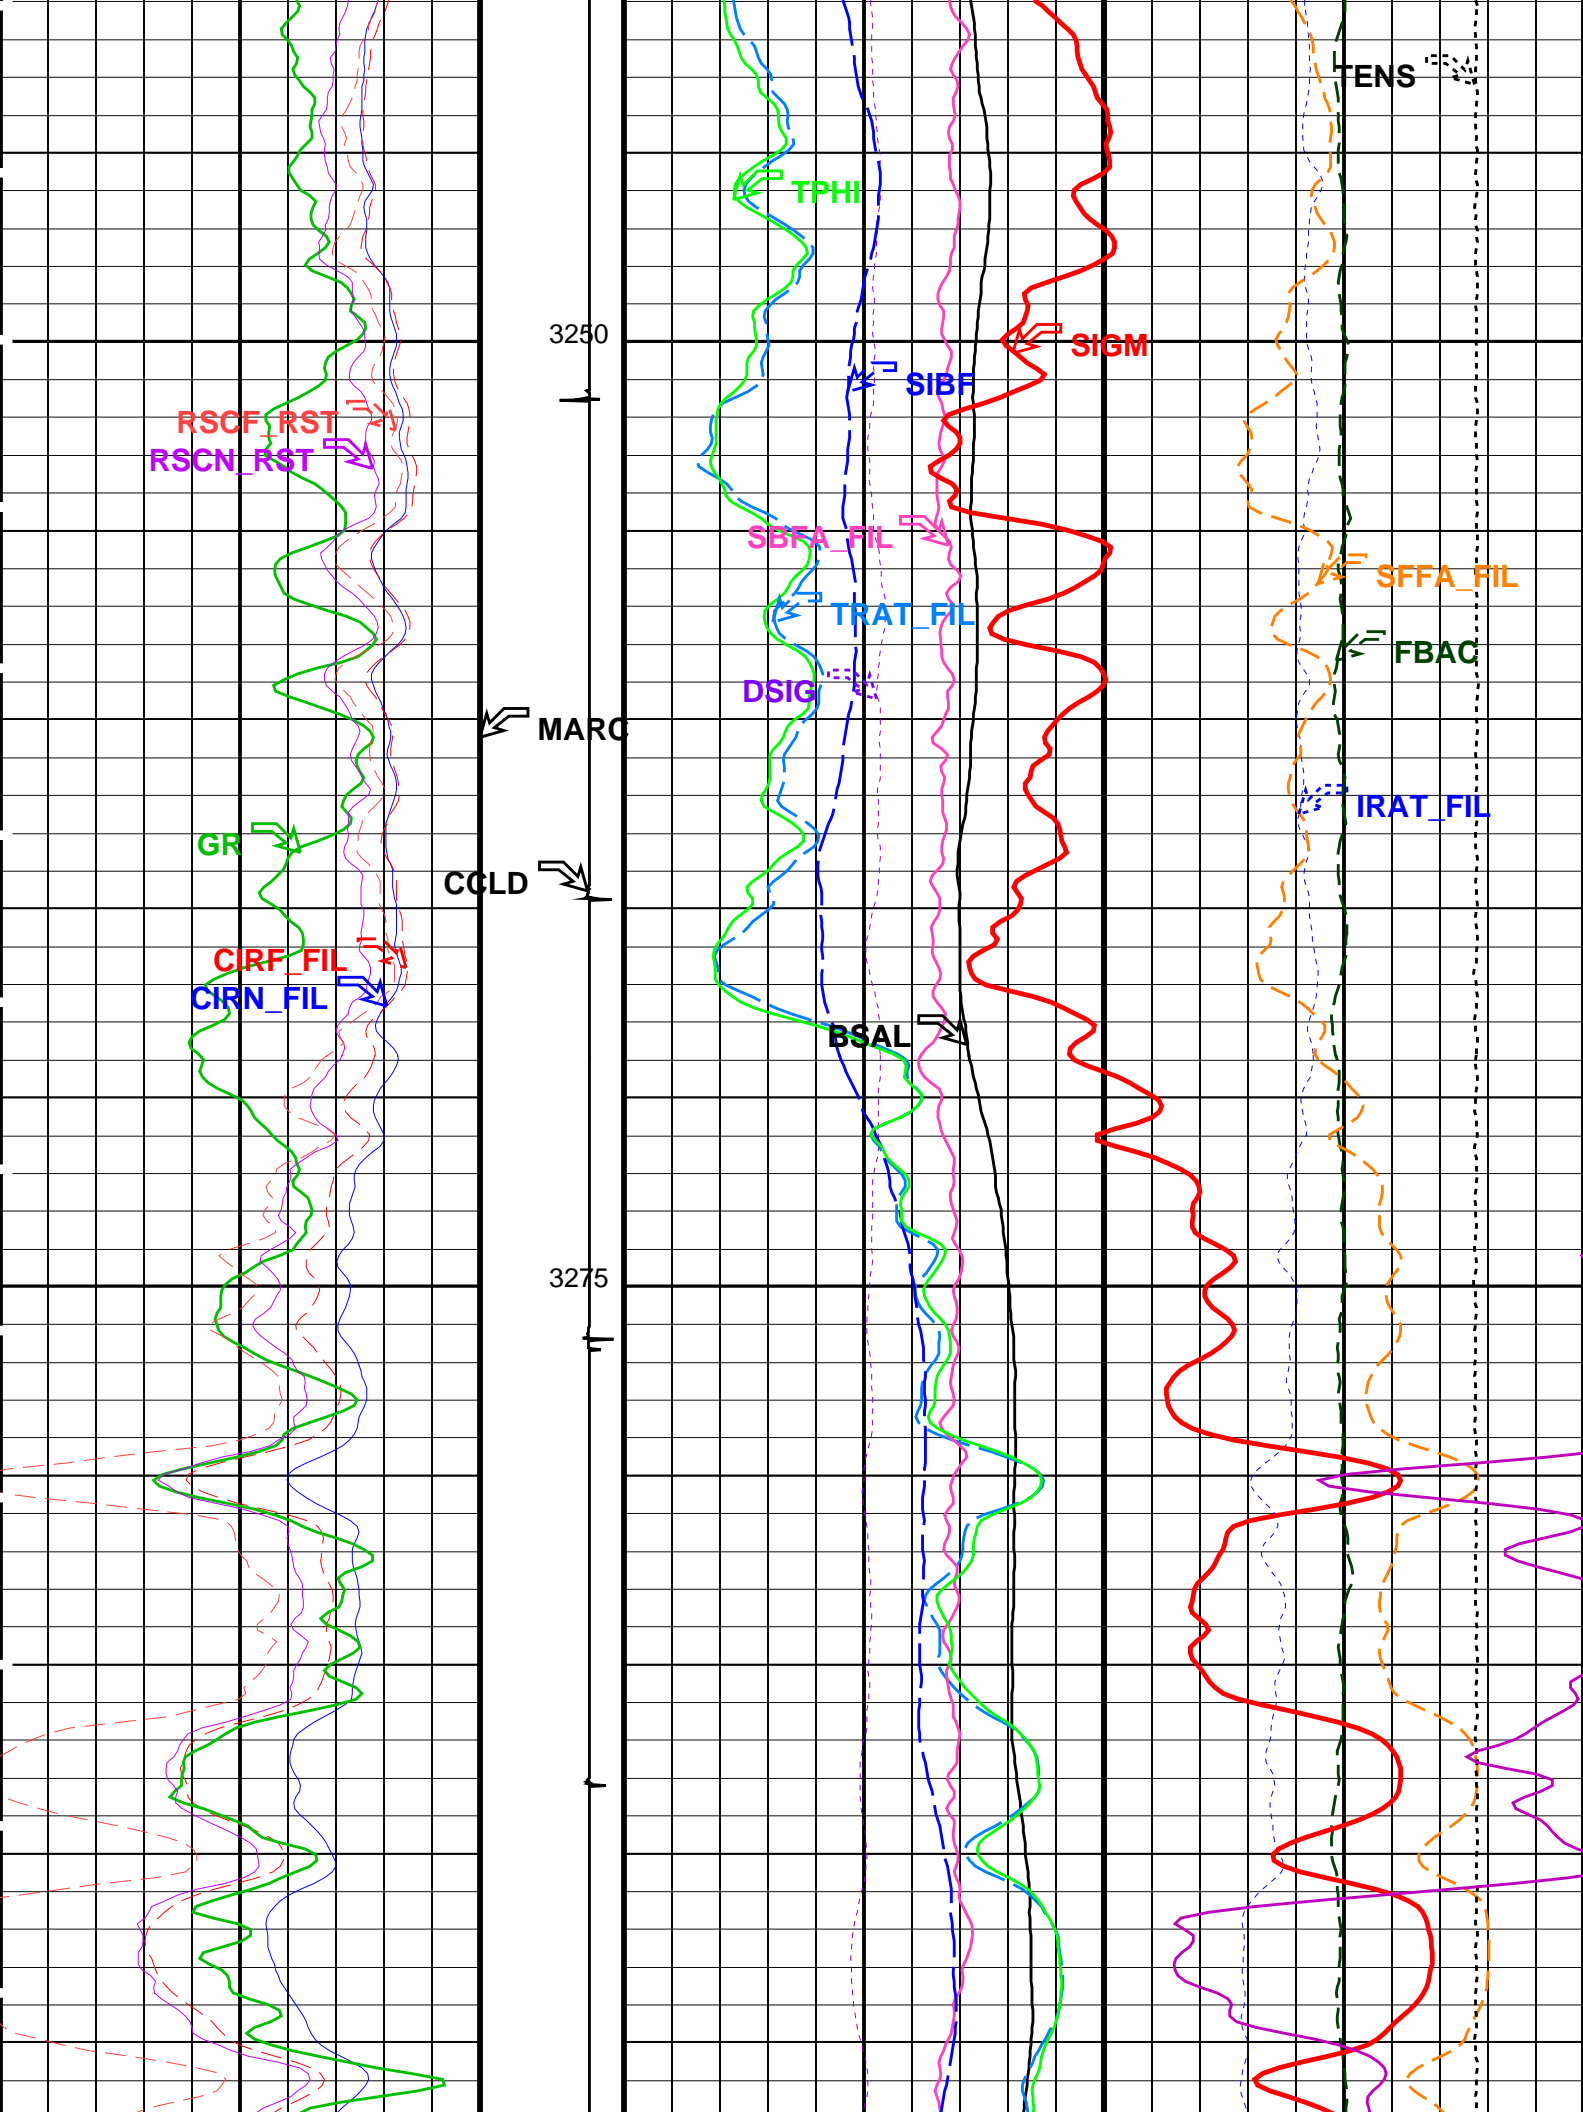 TENS
TPHI
3250
SIGM
SIBF
RSCF_RST
RSCN_RST
SBFA_FIL
SFFA_FIL
TRAT_FIL
FBAC
DSIG
MARC
IRAT_FIL
GR
CCLD
CIRF_FIL
CIRN_FIL
BSAL
3275